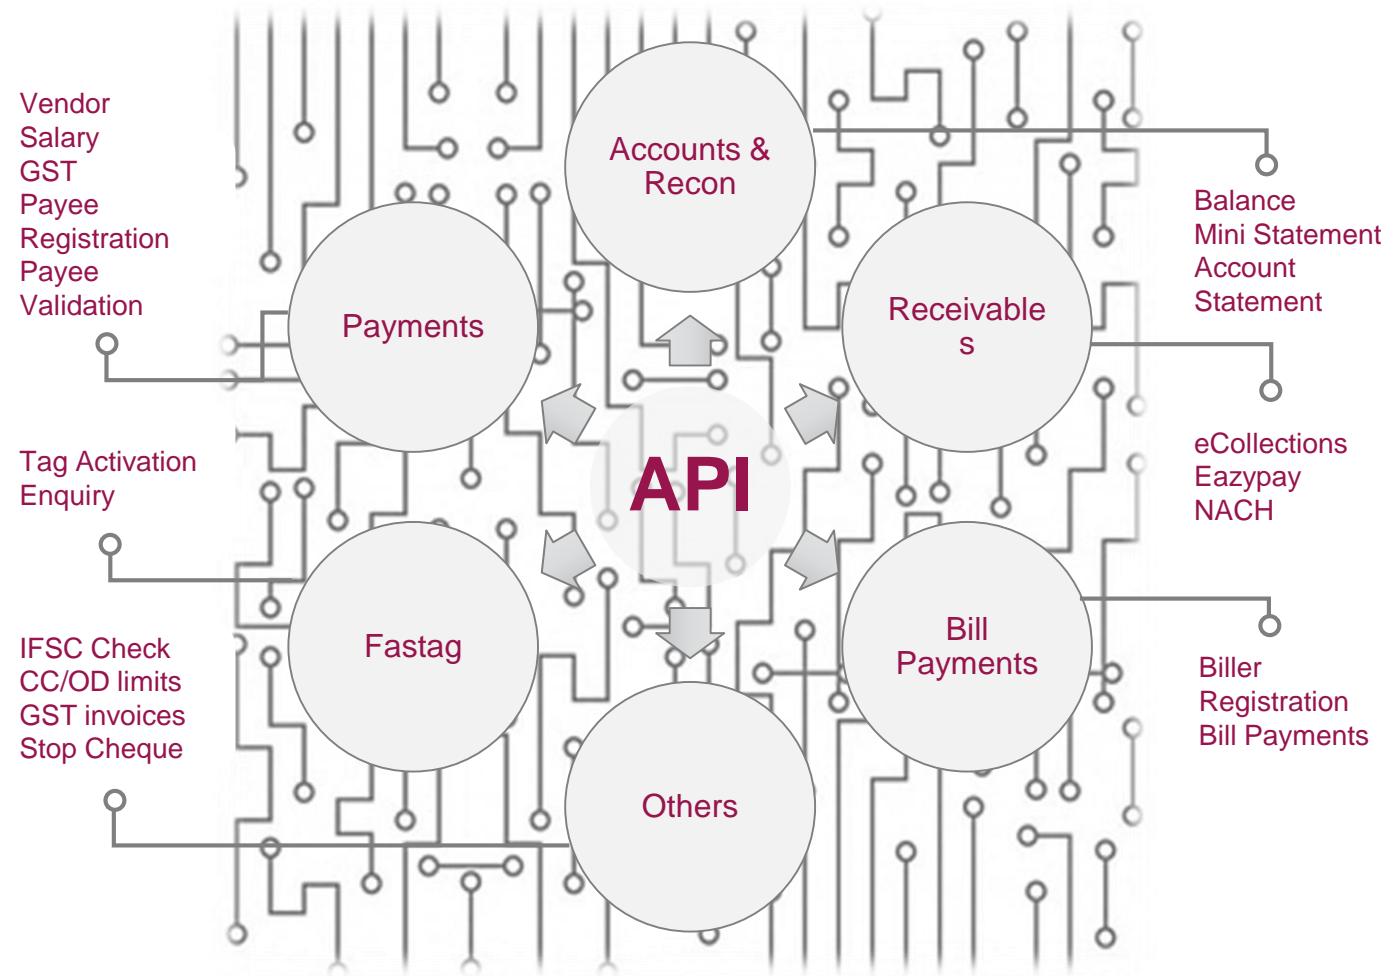 Vendor
Salary
GST
Payee
Registration
Payee
Validation
Accounts &
Recon
Balance
Mini Statement
Account
Statement
Payments
Receivable
s
API
Tag Activation
Enquiry
eCollections
Eazypay
NACH
Fastag
Bill
Payments
IFSC Check
CC/OD limits
GST invoices
Stop Cheque
Biller
Registration
Bill Payments
Others